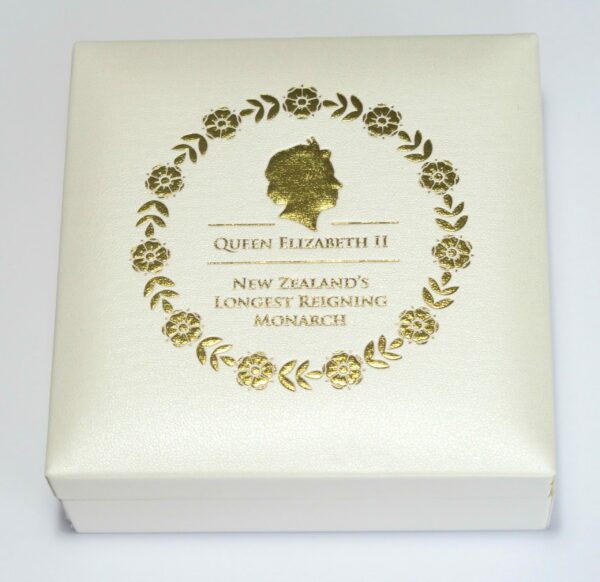 Queen Elizabeth II
New Zealand's
Longest Reigning
Monarch